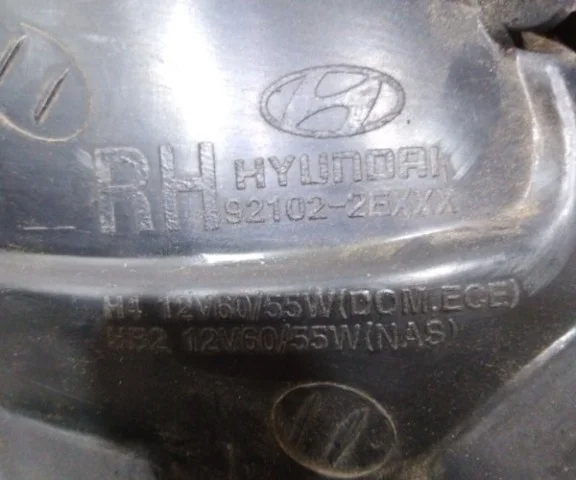 RH HYUNDAI
92102-2EXXX
H4 12V60/55W(DOM.ECE)
HB2 12V60/55W(NAS)